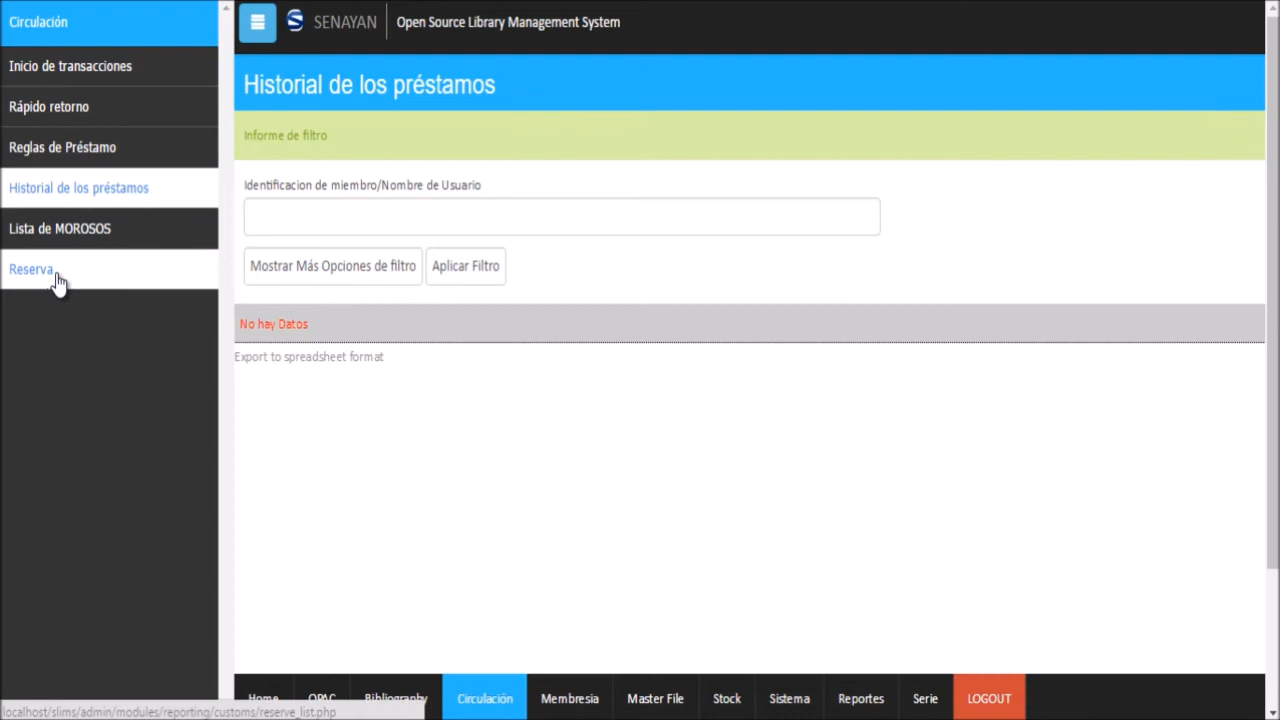 Circulación
Inicio de transacciones
Rápido retorno
Reglas de Préstamo
Historial de los préstamos
Lista de MOROSOS
Reserva
SENAYAN
Open Source Library Management System
Historial de los préstamos
Informe de filtro
Identificacion de miembro/Nombre de Usuario
Mostrar Más Opciones de filtro
Aplicar Filtro
No hay Datos
Export to spreadsheet format
Home
OPAC
Bibliography
Circulación
Membresia
Master File
Stock
Sistema
Reportes
Serie
LOGOUT
localhost/slims/admin/modules/reporting/customs/reserve_list.php